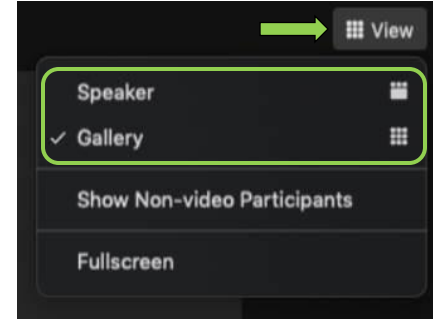 View
Speaker
Gallery
Show Non-video Participants
Fullscreen